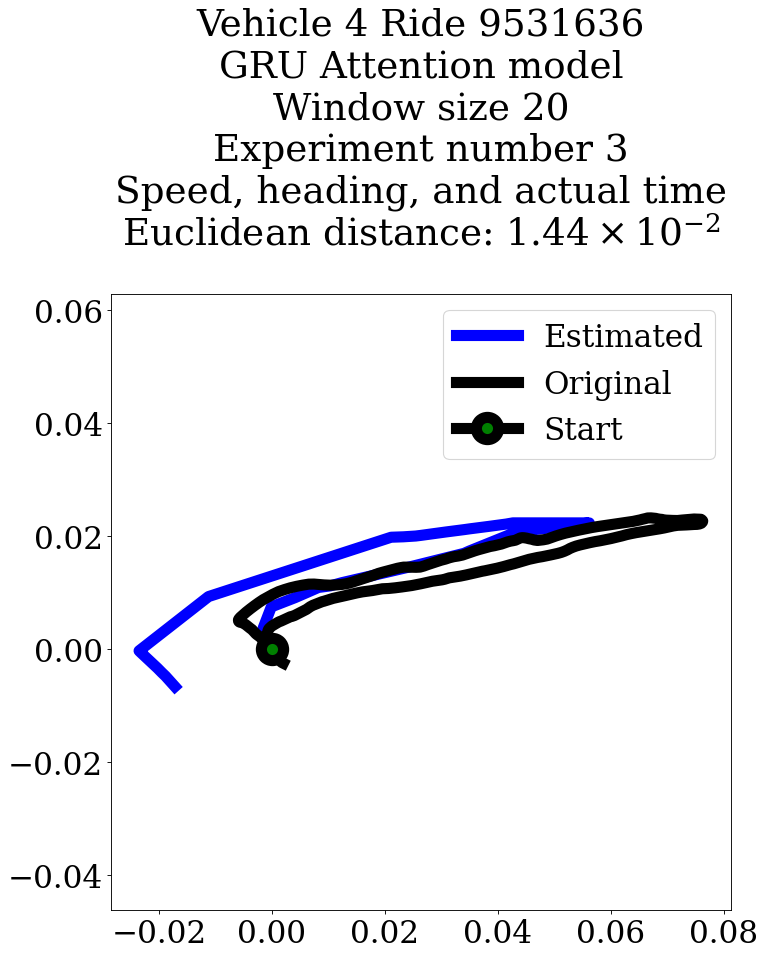 Vehicle 4 Ride 9531636
GRU Attention model
Window size 20
Experiment number 3
Speed, heading, and actual time
Euclidean distance: 1.44 × 10⁻²
Estimated
Original
Start
0.06
0.04
0.02
0.00
−0.02
−0.04
−0.02 0.00 0.02 0.04 0.06 0.08